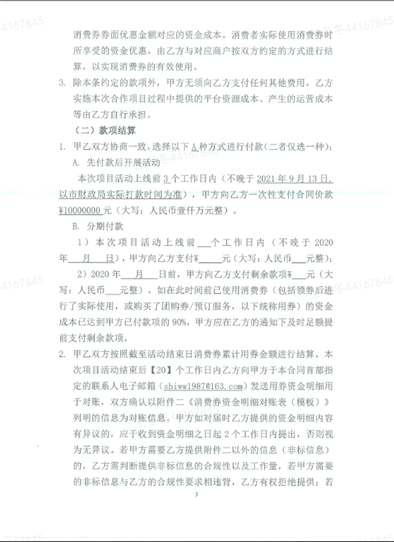 消费券券面优惠金额对应的资金成本。消费者实际使用消费券时
所享受的资金优惠，由乙方与对应商户按双方约定的方式进行结
算，以实现消费券的有效使用。
3. 除本条约定的款项外，甲方无须向乙方支付任何其他费用。乙方
实施本次合作项目过程中提供的平台资源成本、产生的运营成本
等由乙方自行承担。
（二）款项结算
1. 甲乙双方协商一致，选择以下A种方式进行付款（二者仅选一种）：
A. 先付款后开展活动
本次项目活动上线前3个工作日内（不晚于2021年9月13日，
以市财政局实际打款时间为准），甲方向乙方一次性支付合同价款
¥10000000元（大写：人民币壹仟万元整）。
B. 分期付款
1）本次项目活动上线前___个工作日内（不晚于2020
年___月___日），甲方向乙方支付¥____元（大写：人民币___元整）；
2）2020年___月___日前，甲方向乙方支付剩余款项¥___元（大
写：人民币___元整）。如在此时间前已使用消费券（包括领券后进
行了实际使用，或购买了团购券/预订服务，以下统称用券）的资金
成本已达到甲方已付款项的90%，甲方应在乙方的通知下及时足额提
前支付剩余款项。
2. 甲乙双方按照截至活动结束日消费券累计用券金额进行结算。本
次项目活动结束后【20】个工作日内乙方向甲方于本合同首部指
定的联系人电子邮箱（shiww1987@163.com）发送用券资金明细用
于对账，双方确认以附件二《消费券资金明细对账表（模板）》
列明的信息为对账信息。甲方如对届时乙方提供的资金明细内容
有异议的，应于收到资金明细之日起2个工作日内提出，否则视
为无异议。若甲方需要乙方提供附件二以外的信息（非标信息）
的，乙方需判断提供非标信息的合规性以及工作量，若甲方需要
的非标信息与乙方的合规性要求相违背，乙方有权拒绝提供；若
3